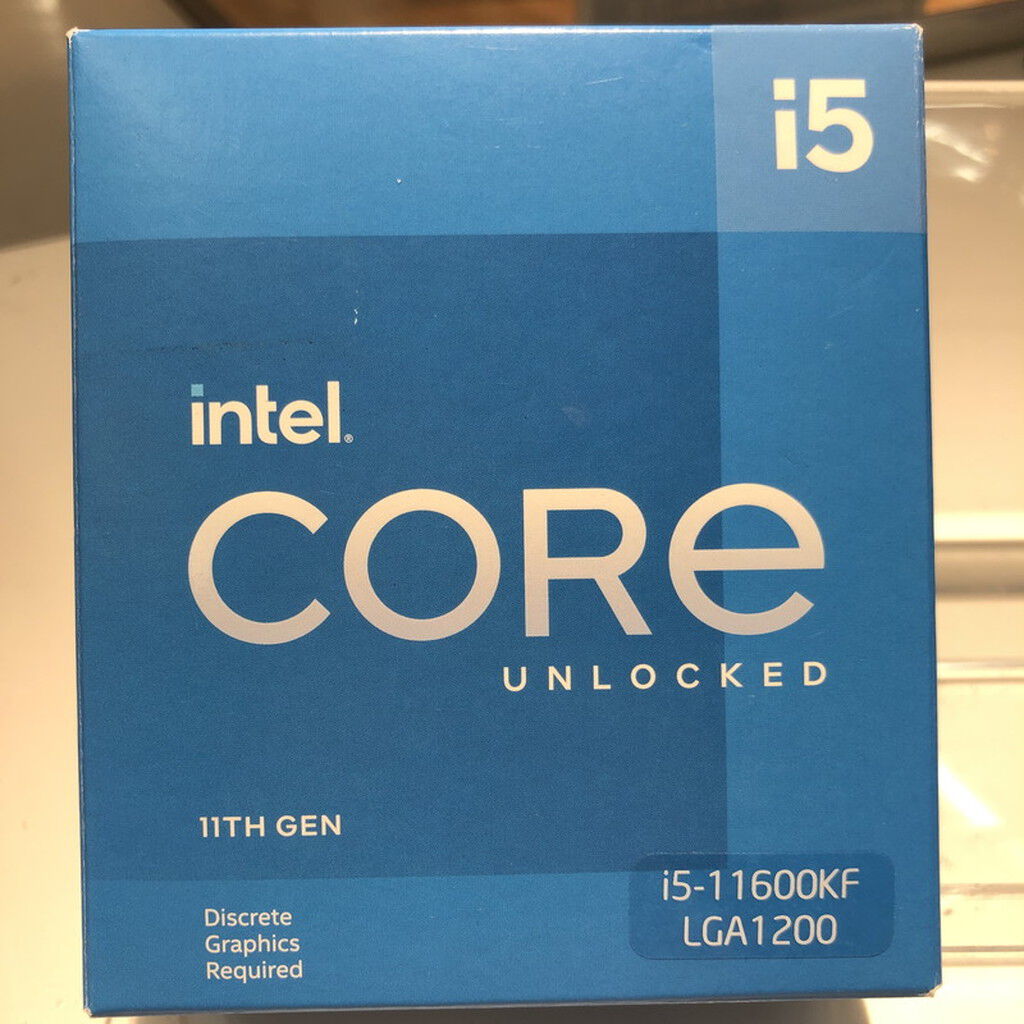 i5
intel®
CORe
UNLOCKED
11TH GEN
Discrete
Graphics
Required
i5-11600KF
LGA1200